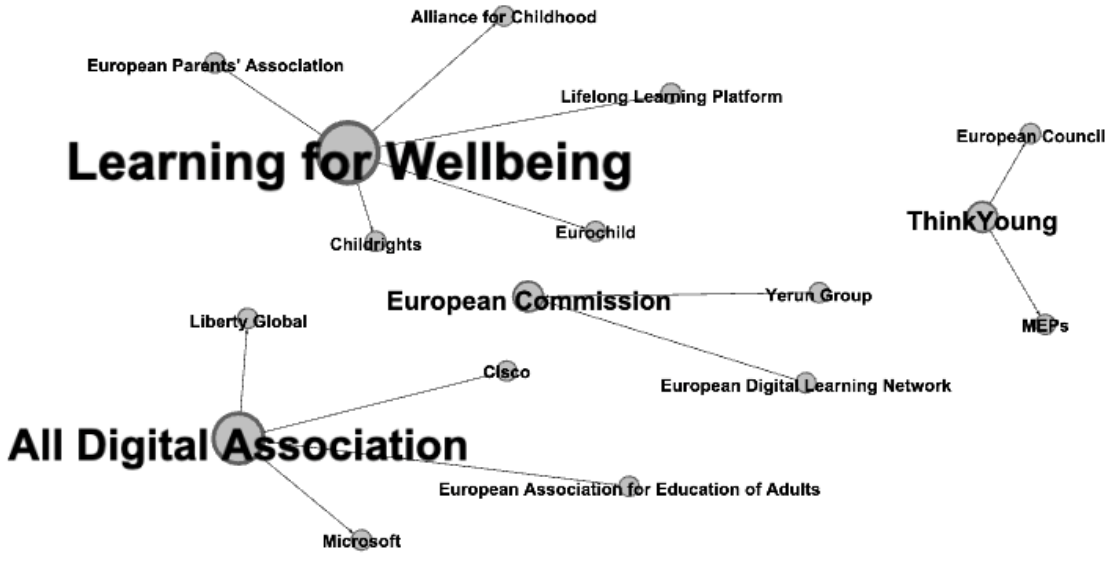 Alliance for Childhood
European Parents' Association
Lifelong Learning Platform
European Council
Learning for Wellbeing
ThinkYoung
Childrights
Eurochild
European Commission
Yerun Group
Liberty Global
MEPs
Cisco
European Digital Learning Network
All Digital Association
European Association for Education of Adults
Microsoft